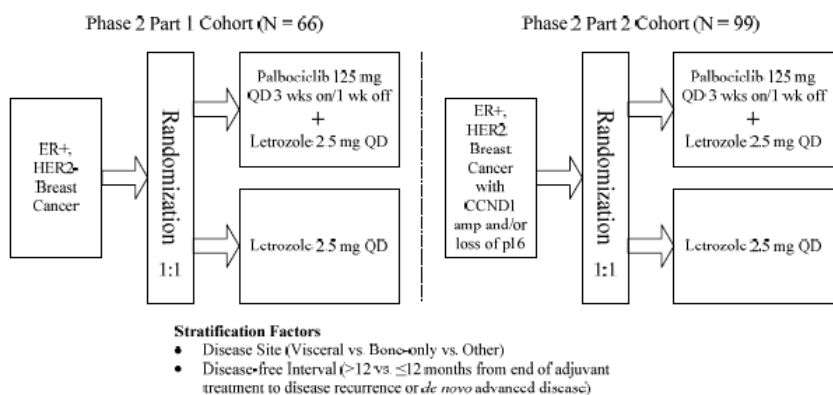 Phase 2 Part 1 Cohort (N = 66)
ER+,
HER2-
Breast
Cancer
Randomization
1:1
Palbociclib 125 mg
QD 3 wks on/1 wk off
+
Letrozole 2.5 mg QD
Letrozole 2.5 mg QD
Phase 2 Part 2 Cohort (N = 99)
ER+,
HER2
Breast
Cancer
with
CCND1
amp and/or
loss of p16
Randomization
1:1
Palbociclib 125 mg
QD 3 wks on/1 wk off
+
Letrozole 2.5 mg QD
Letrozole 2.5 mg QD
Stratification Factors
• Disease Site (Visceral vs. Bone-only vs. Other)
• Disease-free Interval (>12 vs. ≤12 months from end of adjuvant
treatment to disease recurrence or de novo advanced disease)